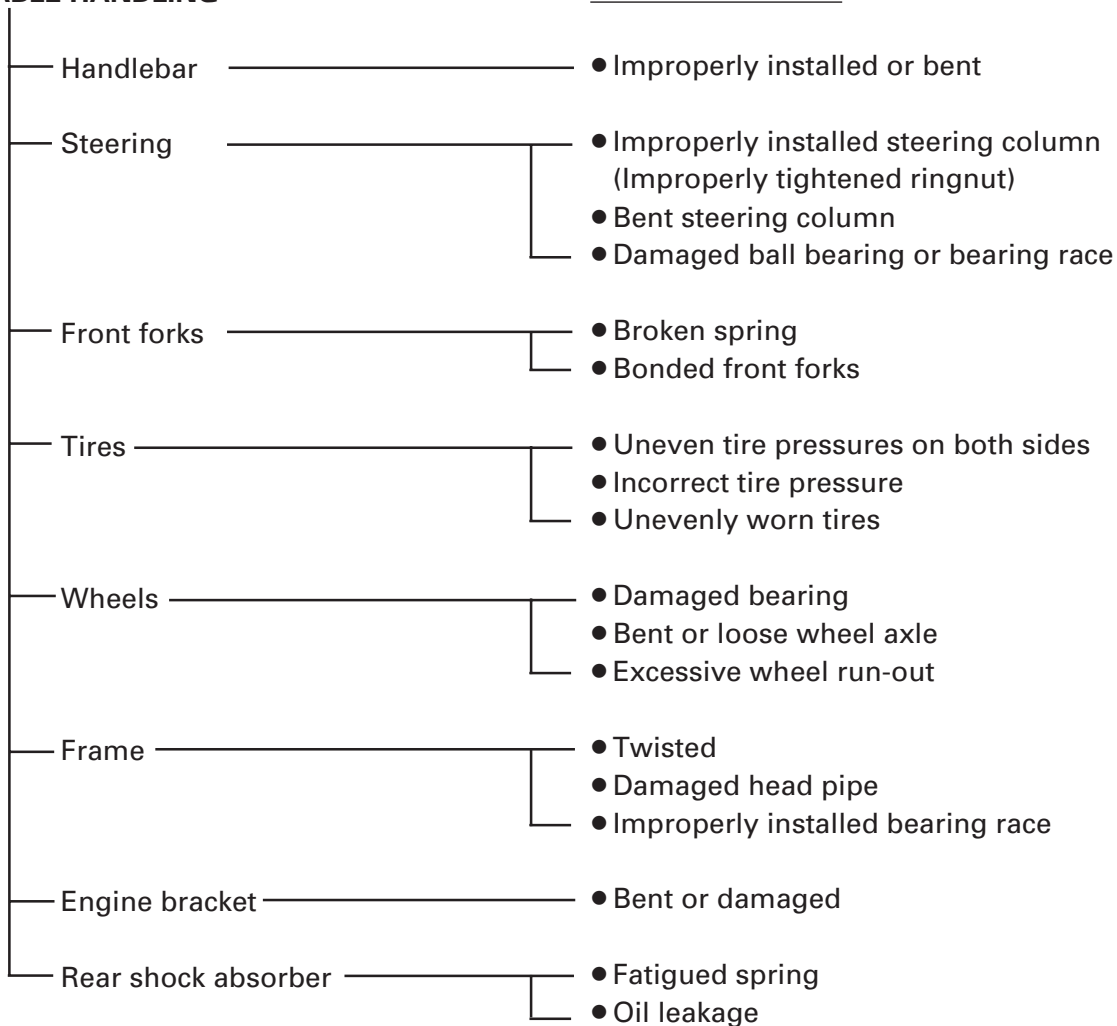 HANDLING
Handlebar ● Improperly installed or bent
Steering ● Improperly installed steering column
(Improperly tightened ringnut)
● Bent steering column
● Damaged ball bearing or bearing race
Front forks ● Broken spring
● Bonded front forks
Tires ● Uneven tire pressures on both sides
● Incorrect tire pressure
● Unevenly worn tires
Wheels ● Damaged bearing
● Bent or loose wheel axle
● Excessive wheel run-out
Frame ● Twisted
● Damaged head pipe
● Improperly installed bearing race
Engine bracket ● Bent or damaged
Rear shock absorber ● Fatigued spring
● Oil leakage